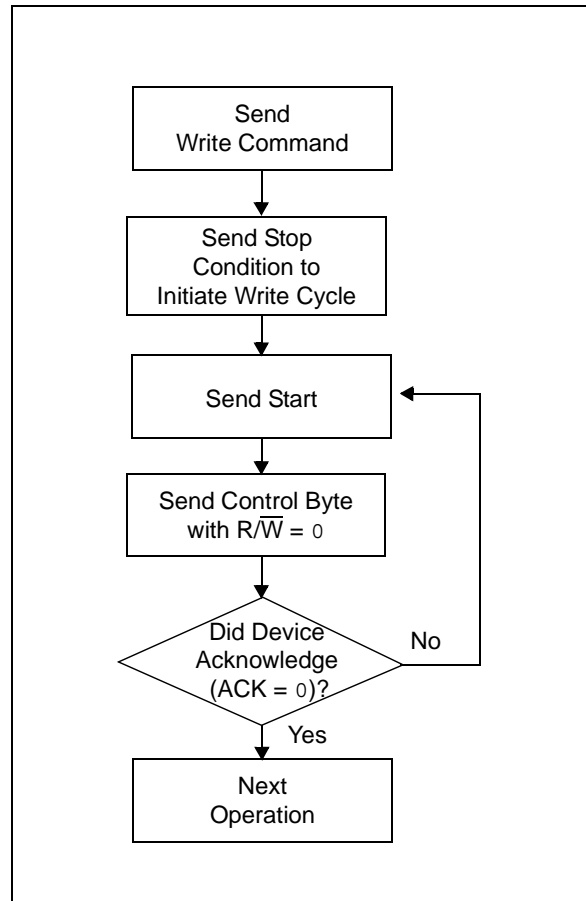 Send
Write Command
Send Stop
Condition to
Initiate Write Cycle
Send Start
Send Control Byte
with R/W̅ = 0
Did Device
Acknowledge
(ACK = 0)?
No
Yes
Next
Operation